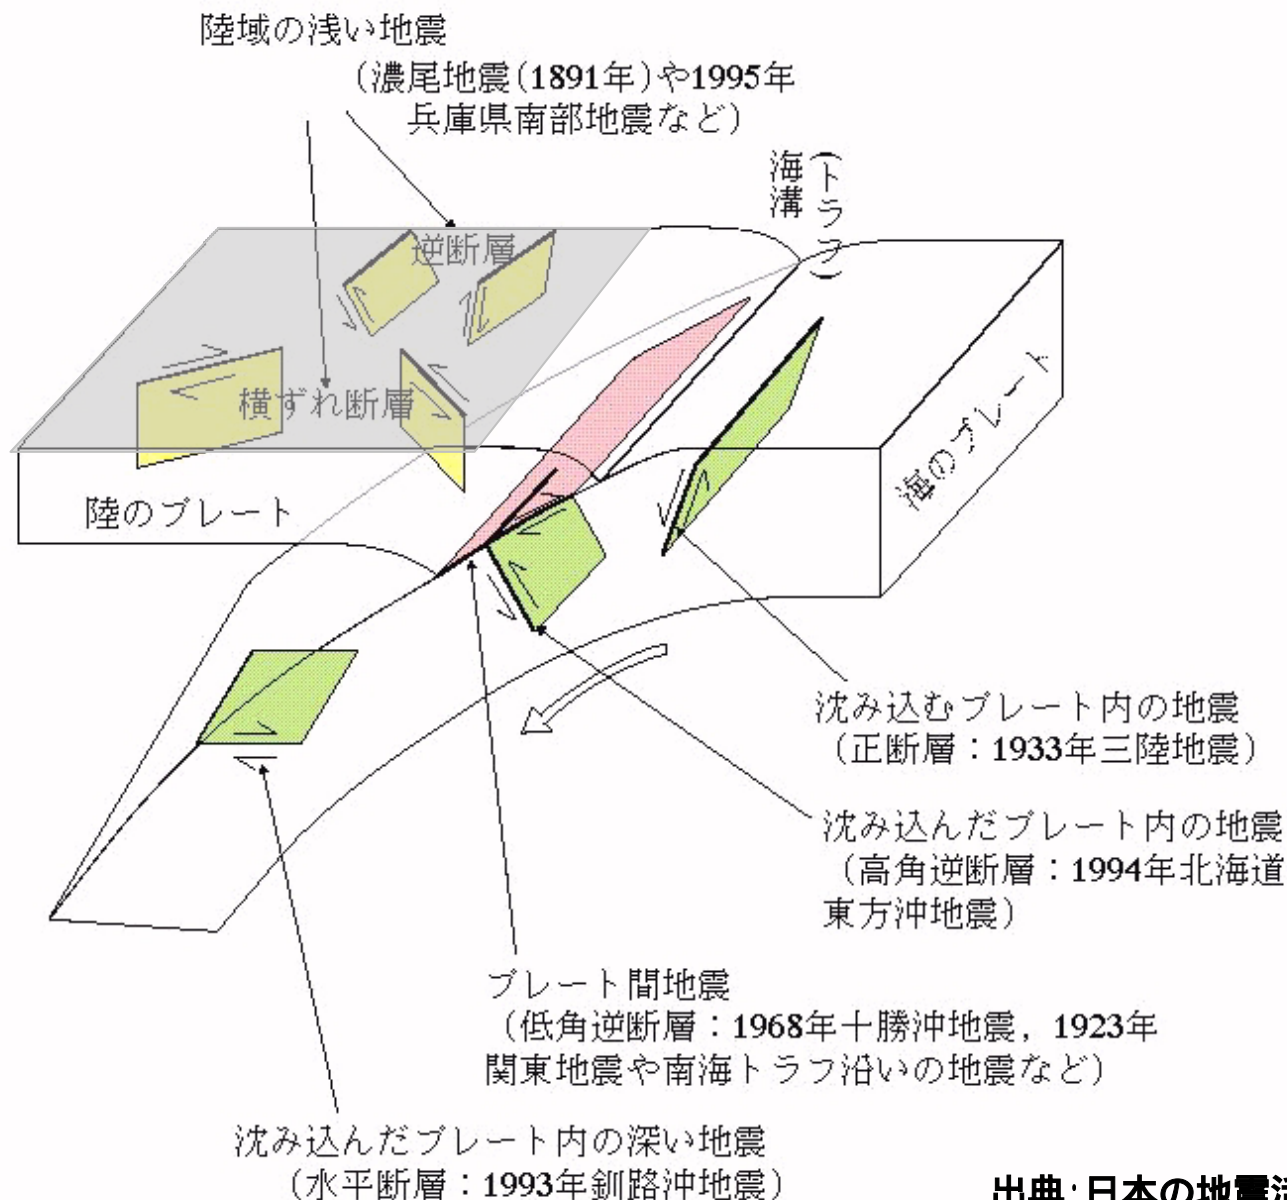 陸域の浅い地震
（濃尾地震（1891年）や1995年
兵庫県南部地震など）
海溝
（トラフ）
逆断層
横ずれ断層
陸のプレート
海のプレート
沈み込むプレート内の地震
（正断層：1933年三陸地震）
沈み込んだプレート内の地震
（高角逆断層：1994年北海道
東方沖地震）
プレート間地震
（低角逆断層：1968年十勝沖地震，1923年
関東地震や南海トラフ沿いの地震など）
沈み込んだプレート内の深い地震
（水平断層：1993年釧路沖地震）
出典：日本の地震活